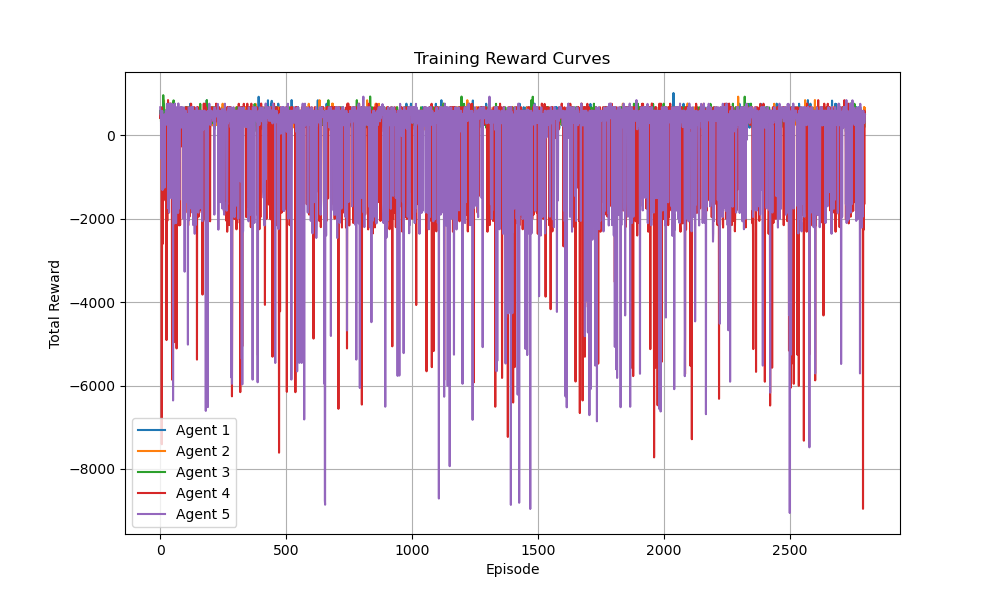 Training Reward Curves
Total Reward
0
−2000
−4000
−6000
−8000
Agent 1
Agent 2
Agent 3
Agent 4
Agent 5
0 500 1000 1500 2000 2500
Episode